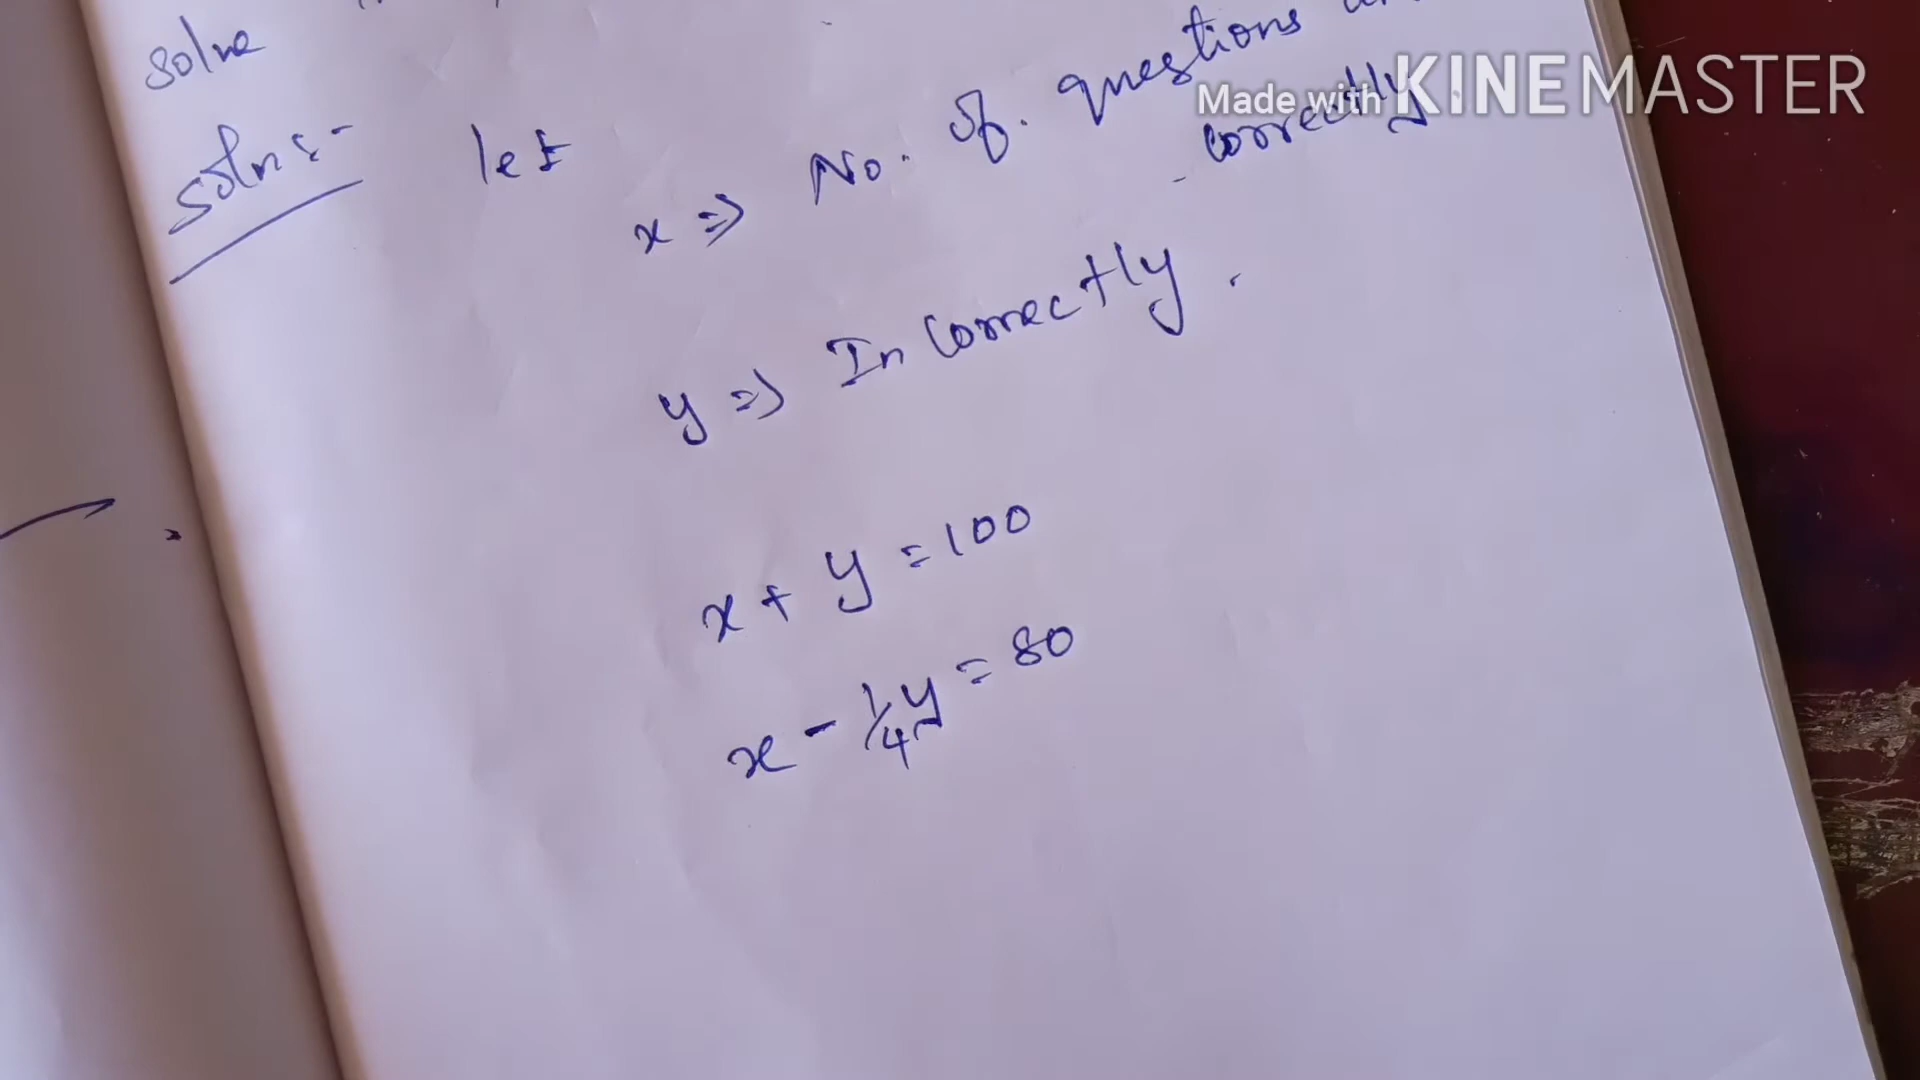 solve
Soln:- let
x => No. of. questions
- correctly.
y => In correctly.
x + y = 100
x - 1/4 y = 80
Made with KINEMASTER